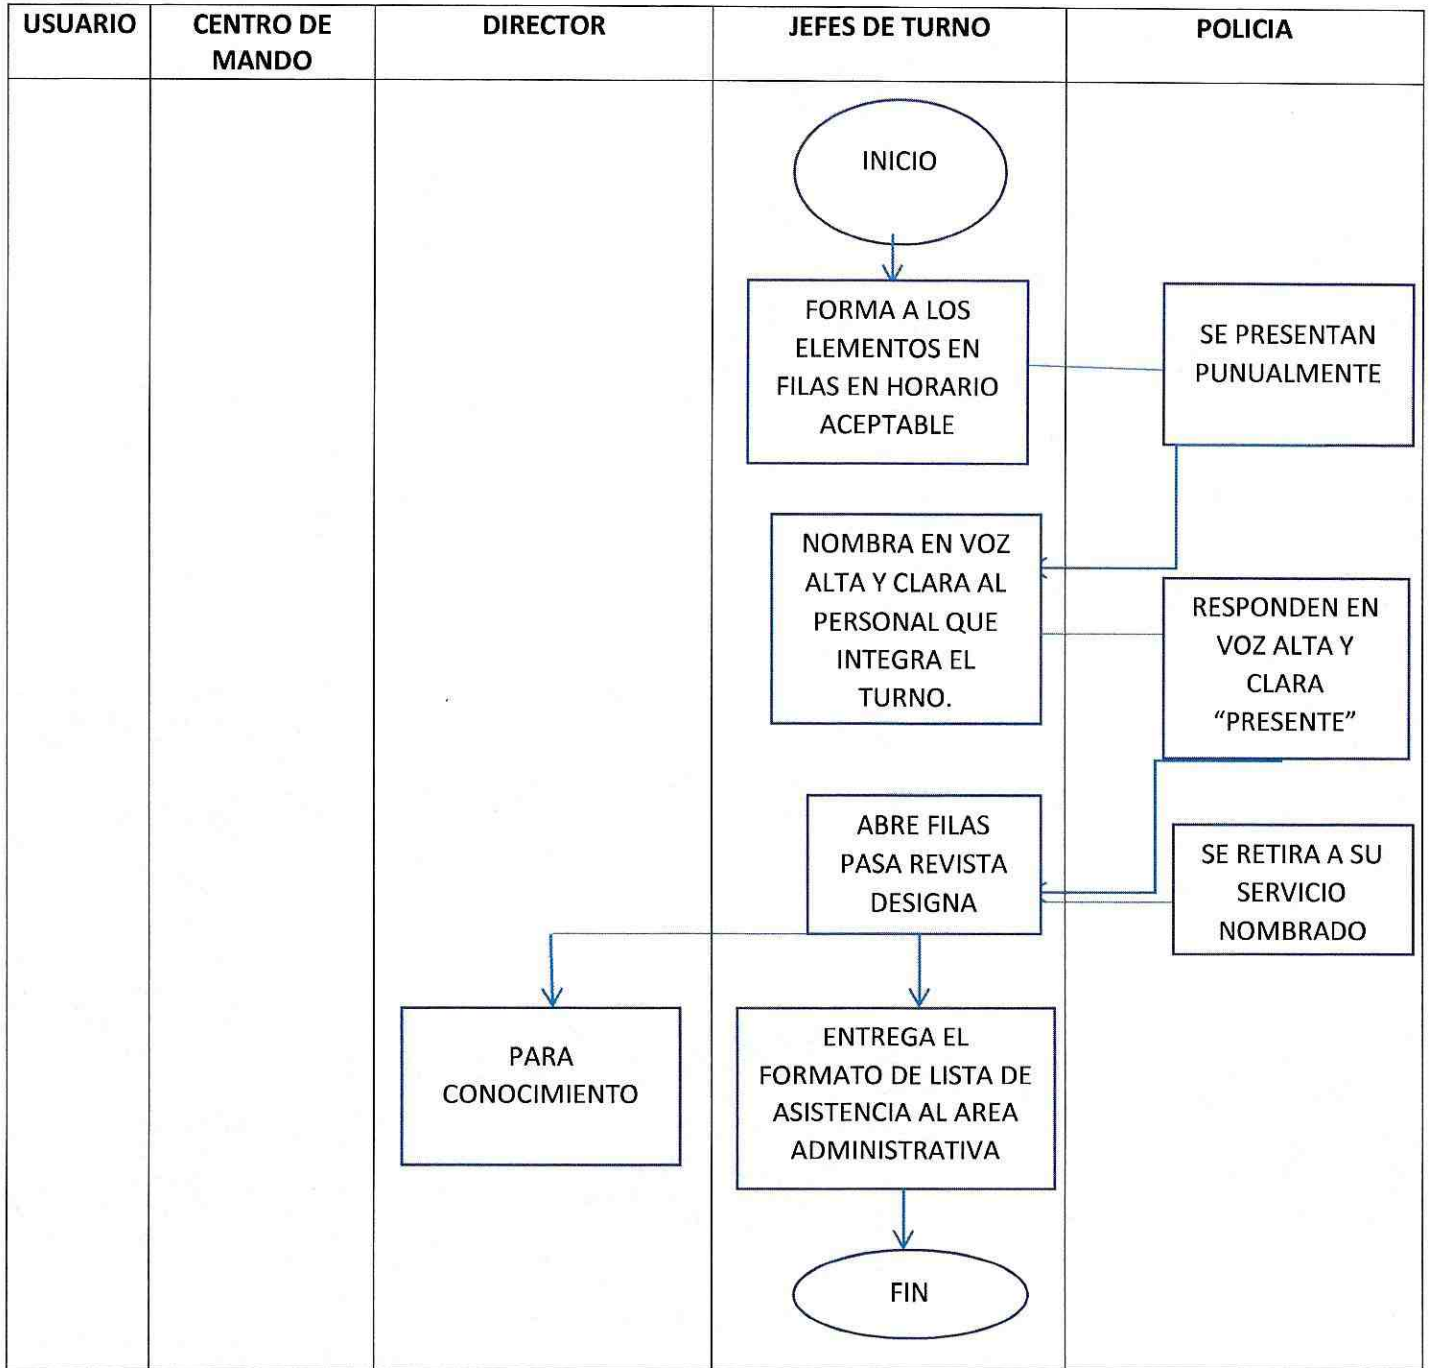 USUARIO
CENTRO DE
MANDO
DIRECTOR
JEFES DE TURNO
POLICIA
INICIO
FORMA A LOS
ELEMENTOS EN
FILAS EN HORARIO
ACEPTABLE
SE PRESENTAN
PUNUALMENTE
NOMBRA EN VOZ
ALTA Y CLARA AL
PERSONAL QUE
INTEGRA EL
TURNO.
RESPONDEN EN
VOZ ALTA Y
CLARA
“PRESENTE”
ABRE FILAS
PASA REVISTA
DESIGNA
SE RETIRA A SU
SERVICIO
NOMBRADO
PARA
CONOCIMIENTO
ENTREGA EL
FORMATO DE LISTA DE
ASISTENCIA AL AREA
ADMINISTRATIVA
FIN